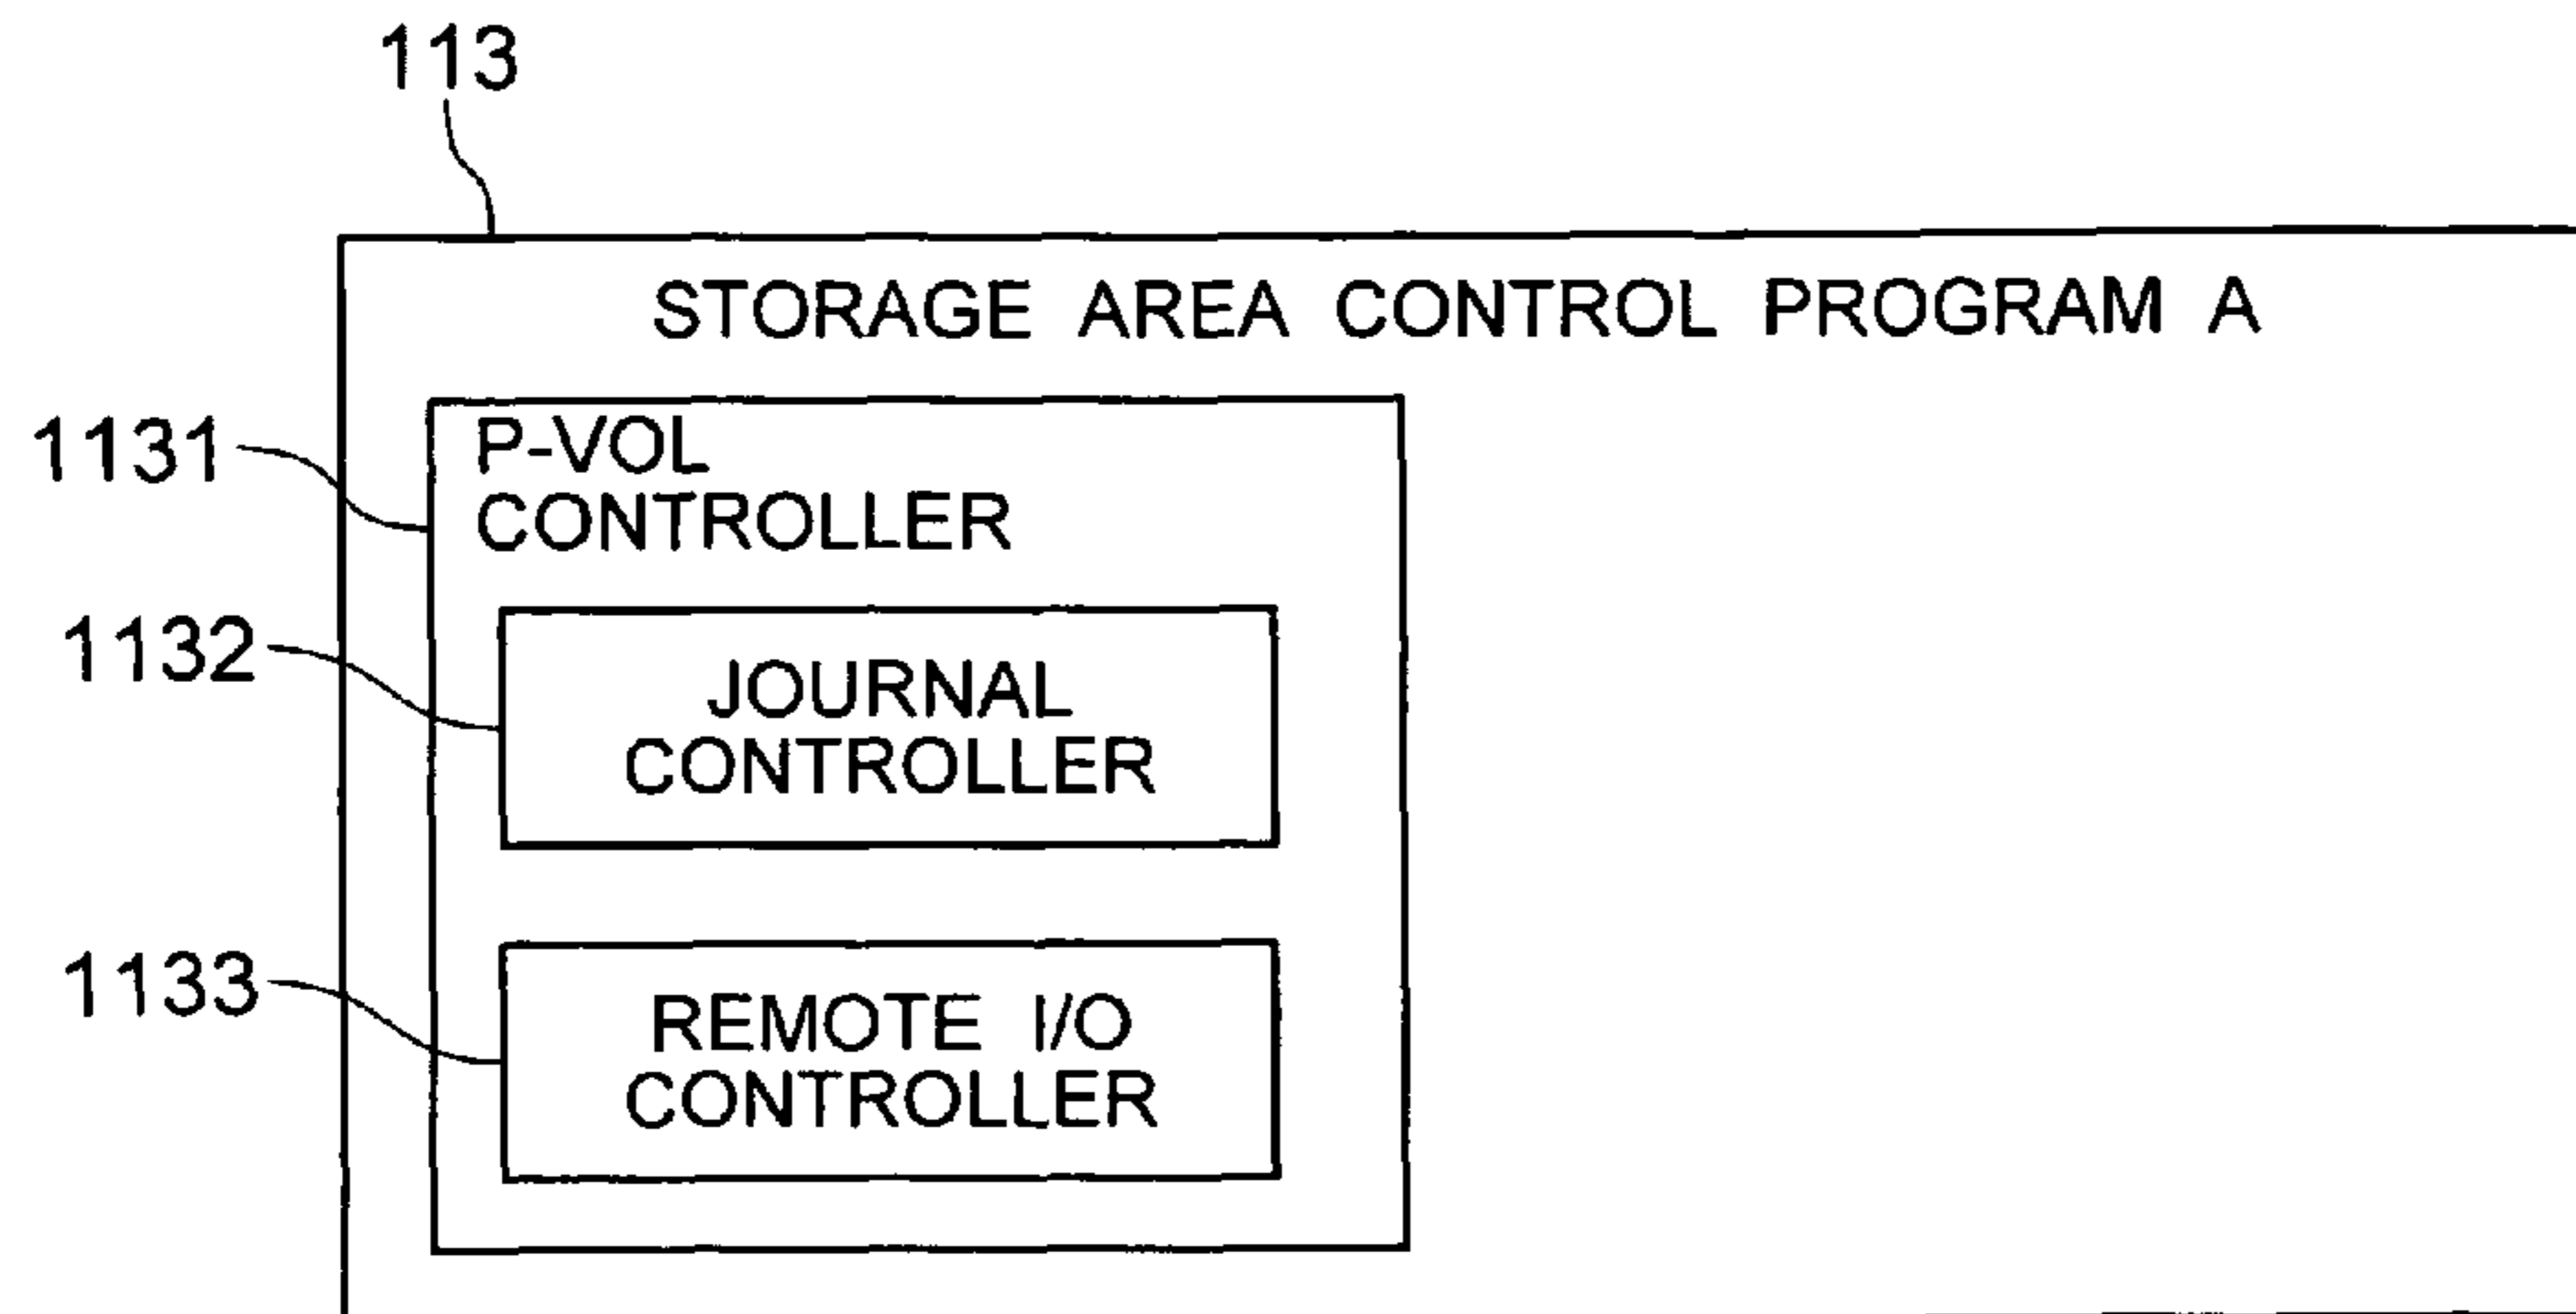 113
STORAGE AREA CONTROL PROGRAM A
1131
P-VOL
CONTROLLER
1132
JOURNAL
CONTROLLER
1133
REMOTE I/O
CONTROLLER